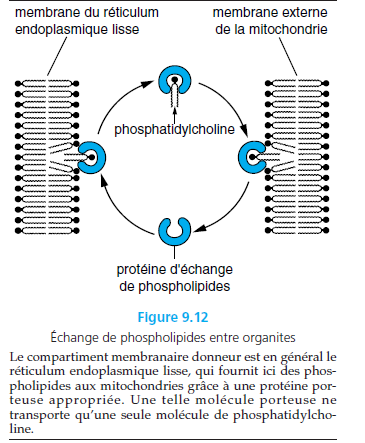 membrane du réticulum
endoplasmique lisse
membrane externe
de la mitochondrie
phosphatidylcholine
protéine d'échange
de phospholipides
Figure 9.12
Échange de phospholipides entre organites
Le compartiment membranaire donneur est en général le
réticulum endoplasmique lisse, qui fournit ici des phos-
pholipides aux mitochondries grâce à une protéine por-
teuse appropriée. Une telle molécule porteuse ne
transporte qu'une seule molécule de phosphatidylcho-
line.